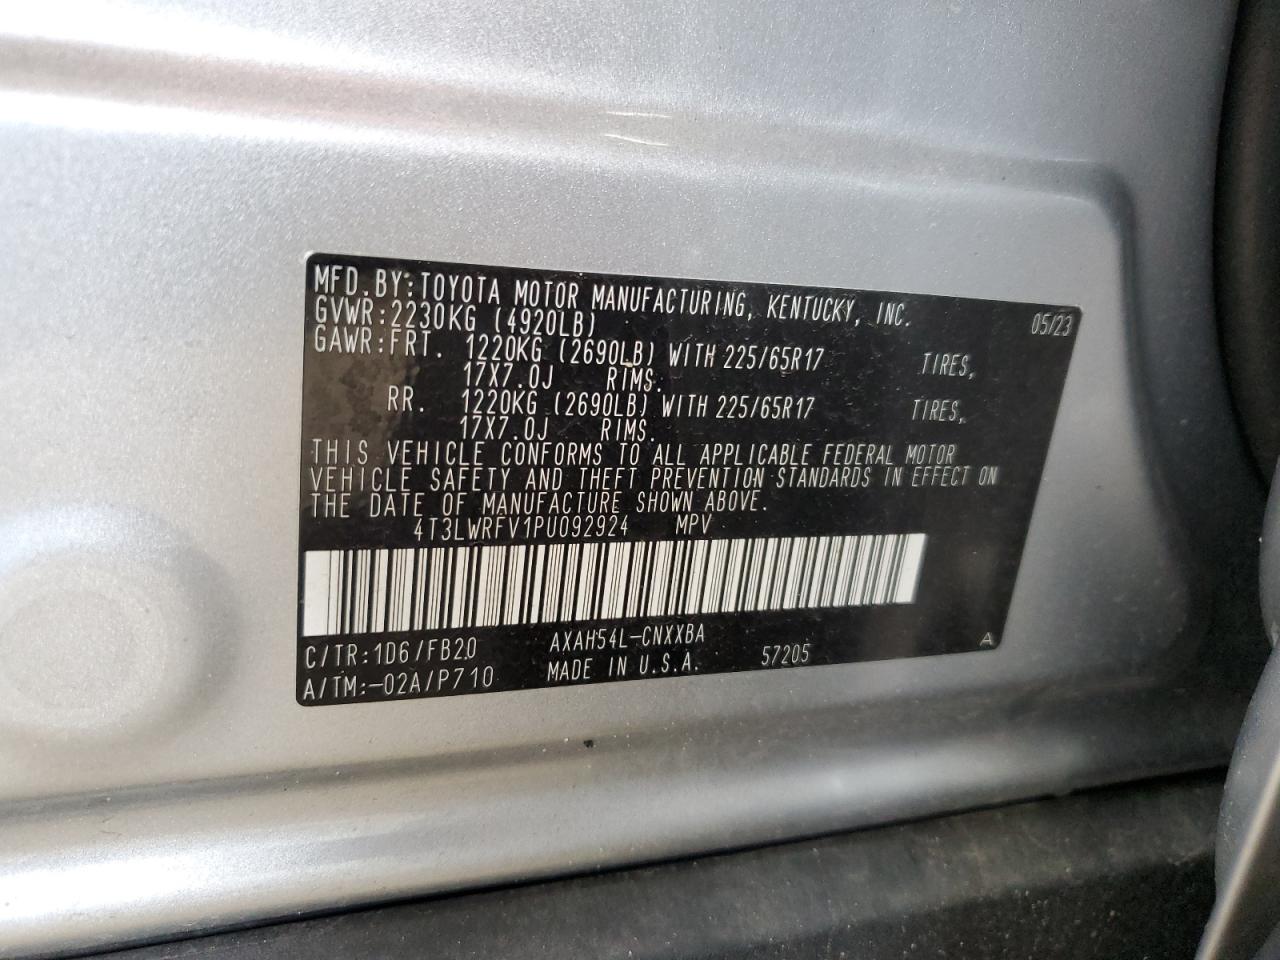 MFD. BY: TOYOTA MOTOR MANUFACTURING, KENTUCKY, INC. 05/23
GVWR: 2230KG (4920LB)
GAWR: FRT. 1220KG (2690LB) WITH 225/65R17 TIRES,
17X7.0J RIMS.
RR. 1220KG (2690LB) WITH 225/65R17 TIRES,
17X7.0J RIMS.
THIS VEHICLE CONFORMS TO ALL APPLICABLE FEDERAL MOTOR
VEHICLE SAFETY AND THEFT PREVENTION STANDARDS IN EFFECT ON
THE DATE OF MANUFACTURE SHOWN ABOVE.
4T3LWRFV1PU092924 MPV
C/TR: 1D6/FB20 AXAH54L-CNXXBA A
A/TM:-02A/P710 MADE IN U.S.A. 57205